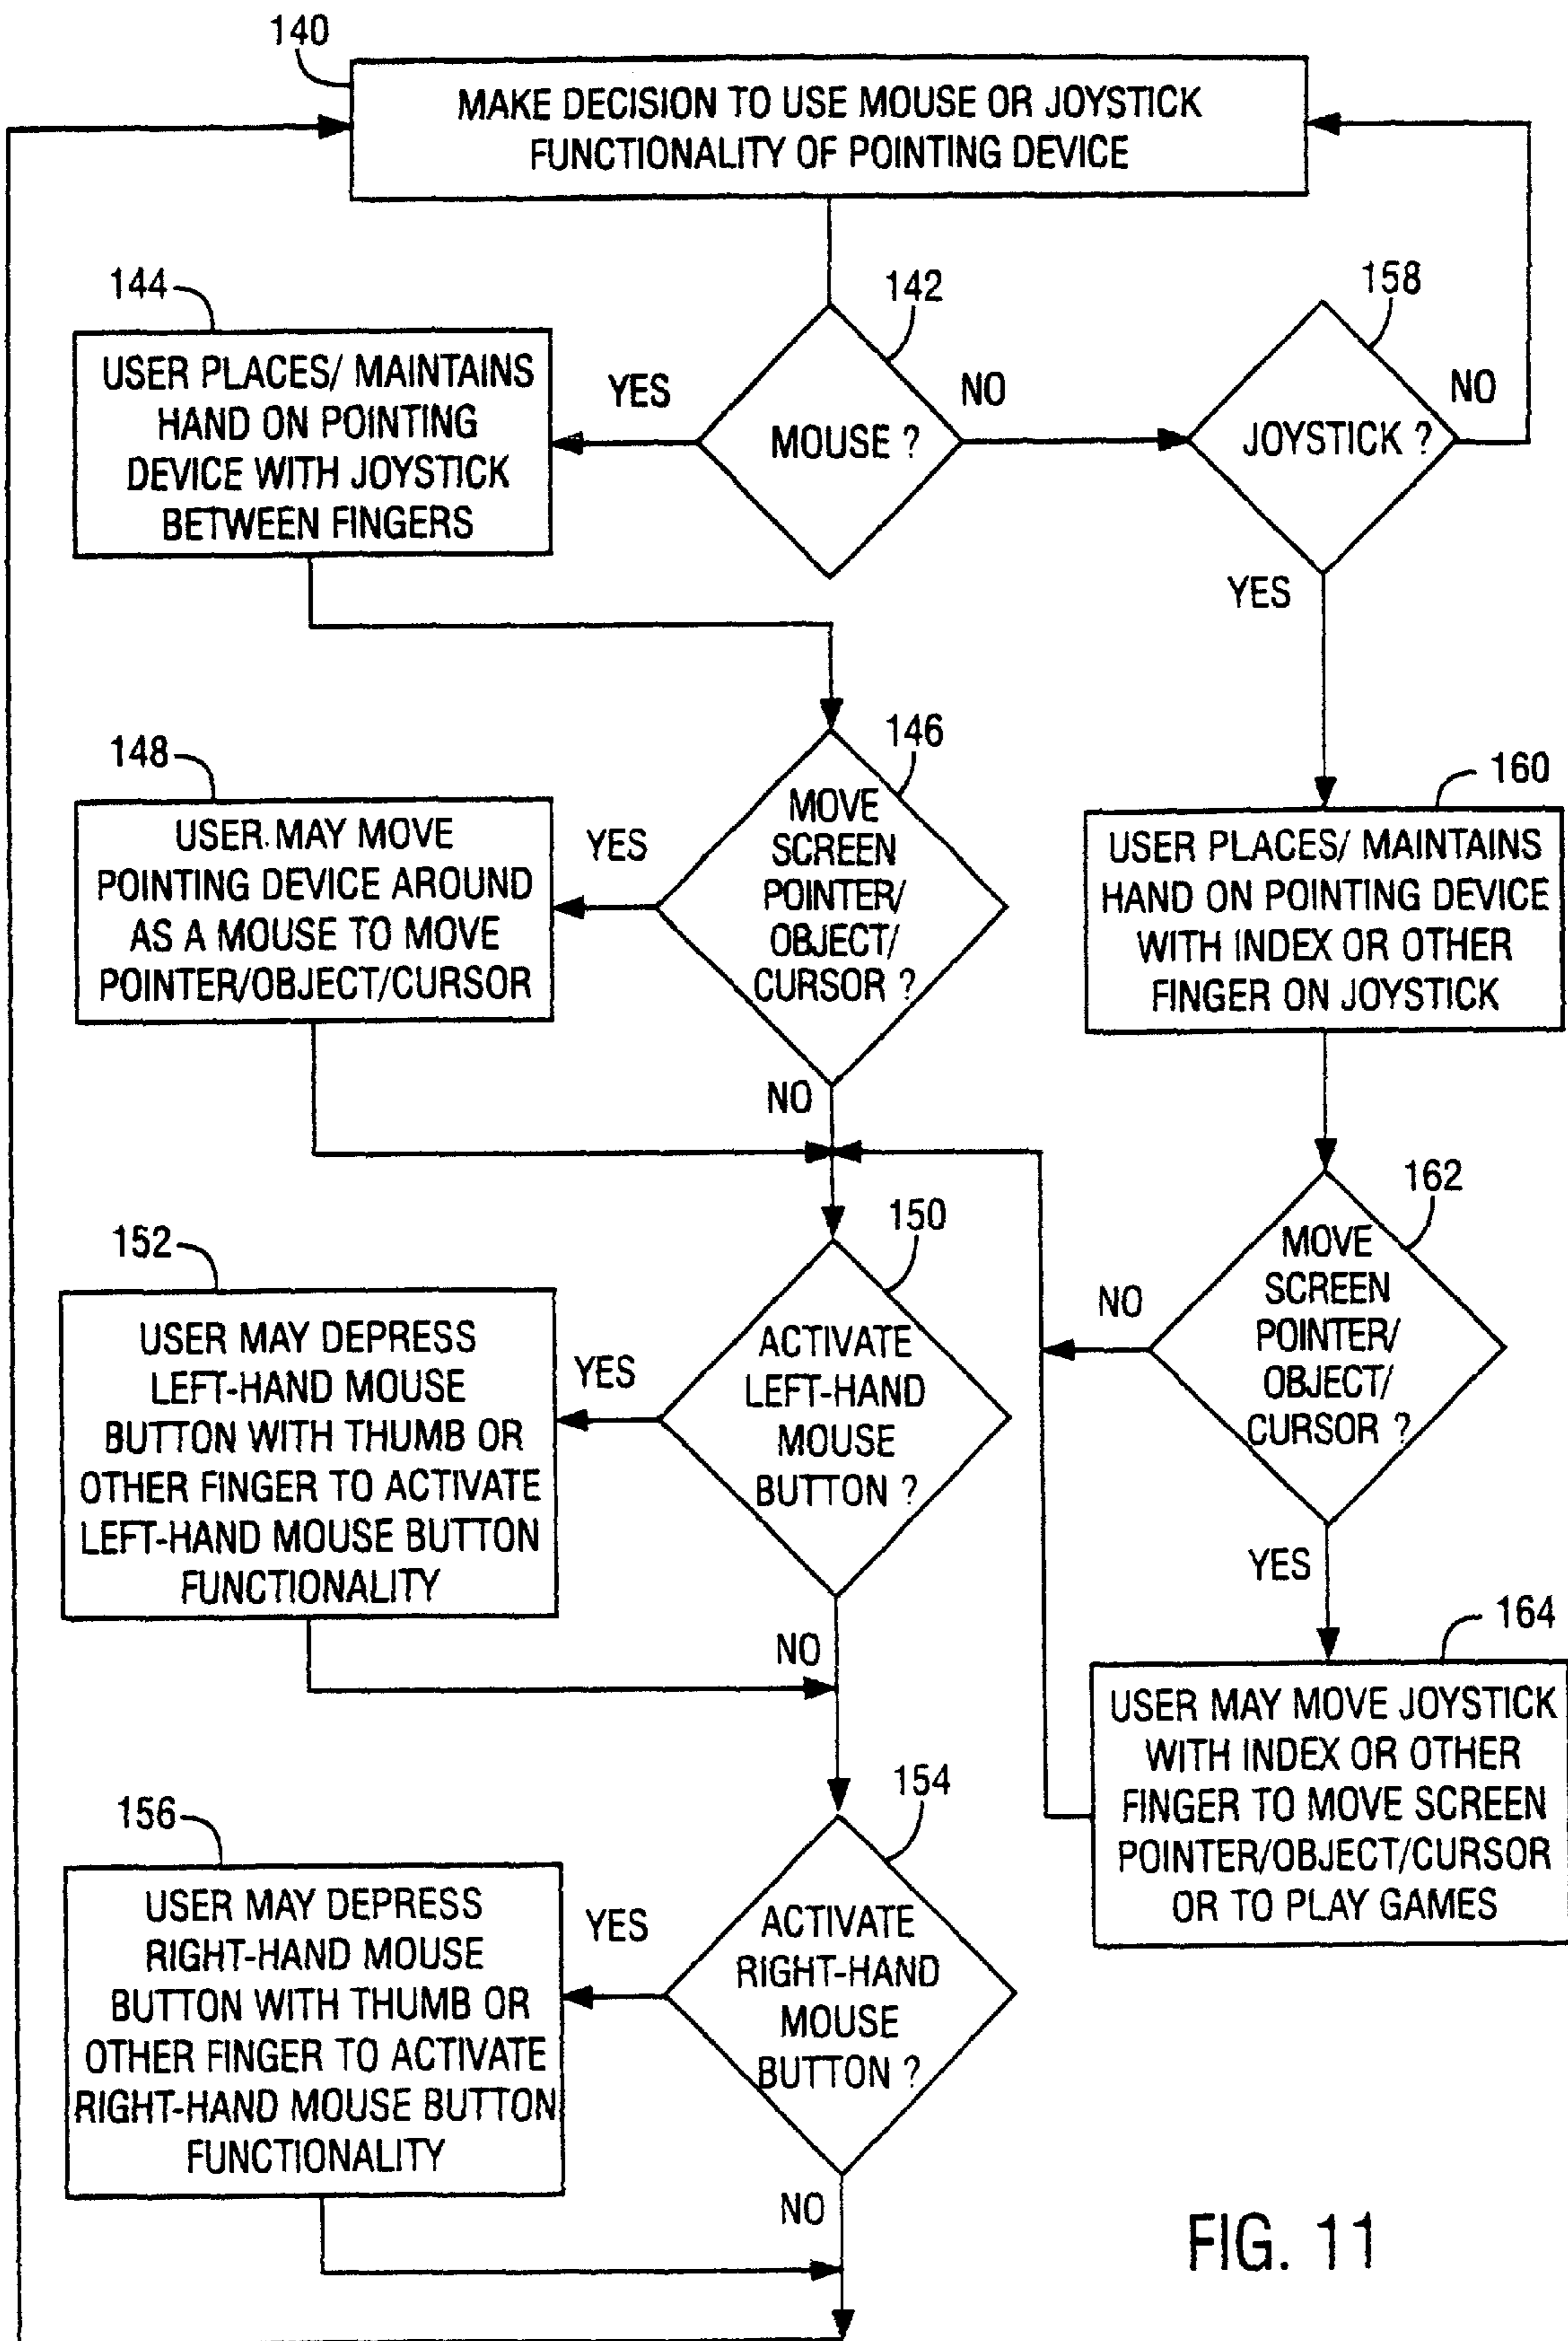 140
MAKE DECISION TO USE MOUSE OR JOYSTICK
FUNCTIONALITY OF POINTING DEVICE
142
MOUSE ?
YES
NO
144
USER PLACES/ MAINTAINS
HAND ON POINTING
DEVICE WITH JOYSTICK
BETWEEN FINGERS
158
JOYSTICK ?
NO
YES
146
MOVE
SCREEN
POINTER/
OBJECT/
CURSOR ?
YES
NO
148
USER MAY MOVE
POINTING DEVICE AROUND
AS A MOUSE TO MOVE
POINTER/OBJECT/CURSOR
160
USER PLACES/ MAINTAINS
HAND ON POINTING DEVICE
WITH INDEX OR OTHER
FINGER ON JOYSTICK
150
ACTIVATE
LEFT-HAND
MOUSE
BUTTON ?
YES
NO
152
USER MAY DEPRESS
LEFT-HAND MOUSE
BUTTON WITH THUMB OR
OTHER FINGER TO ACTIVATE
LEFT-HAND MOUSE BUTTON
FUNCTIONALITY
162
MOVE
SCREEN
POINTER/
OBJECT/
CURSOR ?
NO
YES
164
USER MAY MOVE JOYSTICK
WITH INDEX OR OTHER
FINGER TO MOVE SCREEN
POINTER/OBJECT/CURSOR
OR TO PLAY GAMES
154
ACTIVATE
RIGHT-HAND
MOUSE
BUTTON ?
YES
NO
156
USER MAY DEPRESS
RIGHT-HAND MOUSE
BUTTON WITH THUMB OR
OTHER FINGER TO ACTIVATE
RIGHT-HAND MOUSE BUTTON
FUNCTIONALITY
FIG. 11